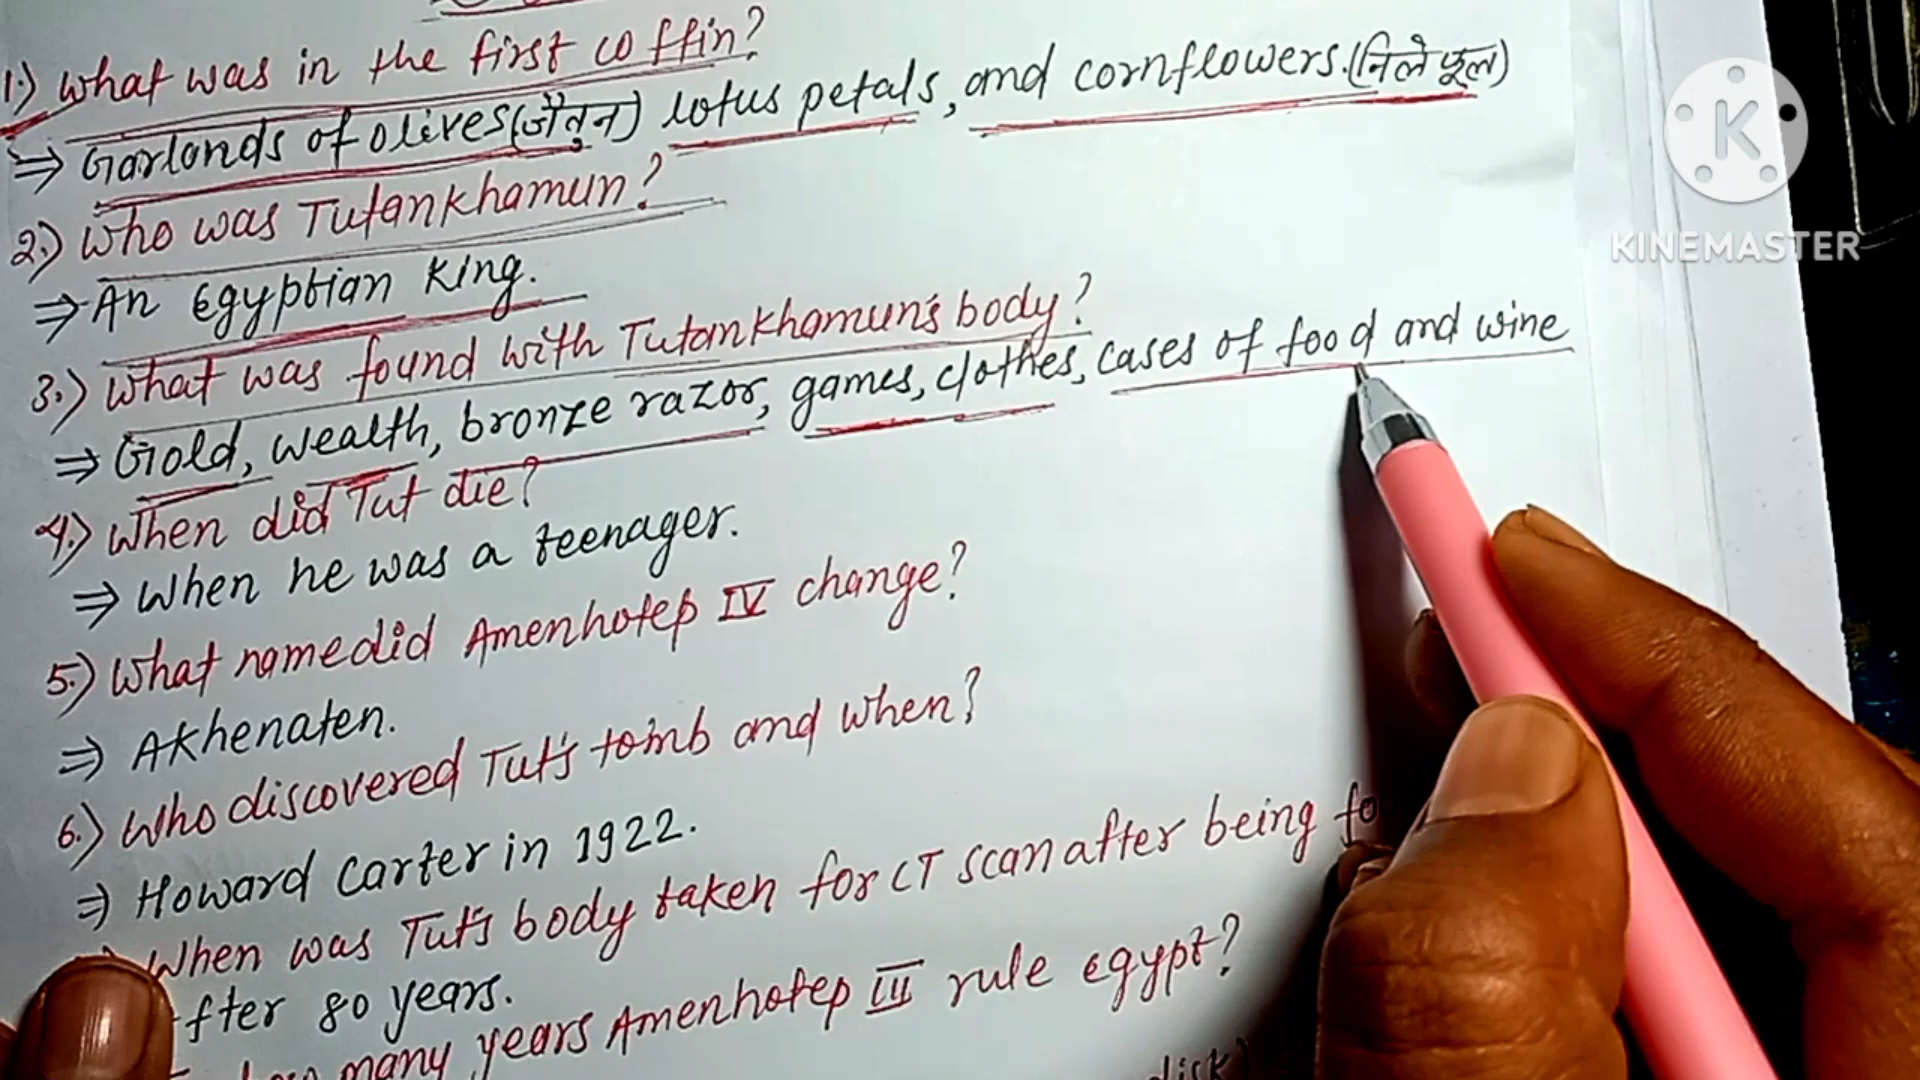 1.) What was in the first coffin?
⇒ Garlands of olives(जैतुन) lotus petals, and cornflowers.(निले फूल)
2.) Who was Tutankhamun?
⇒ An Egyptian King.
3.) What was found with Tutankhamun's body?
⇒ Gold, wealth, bronze razor, games, clothes, cases of food and wine
4.) When did Tut die?
⇒ When he was a teenager.
5.) What name did Amenhotep IV change?
⇒ Akhenaten.
6.) Who discovered Tut's tomb and when?
⇒ Howard Carter in 1922.
When was Tut's body taken for CT scan after being
fter 80 years.
many years Amenhotep III rule Egypt?
disk)
K
KINEMASTER